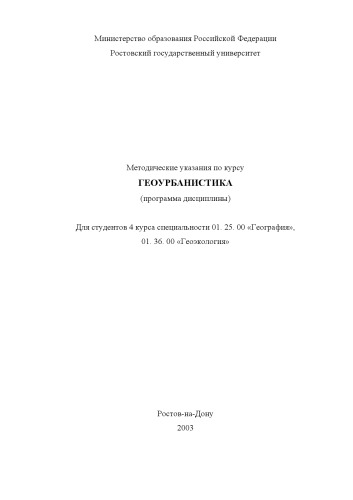 Министерство образования Российской Федерации
Ростовский государственный университет
Методические указания по курсу
ГЕОУРБАНИСТИКА
(программа дисциплины)
Для студентов 4 курса специальности 01. 25. 00 «География»,
01. 36. 00 «Геоэкология»
Ростов-на-Дону
2003